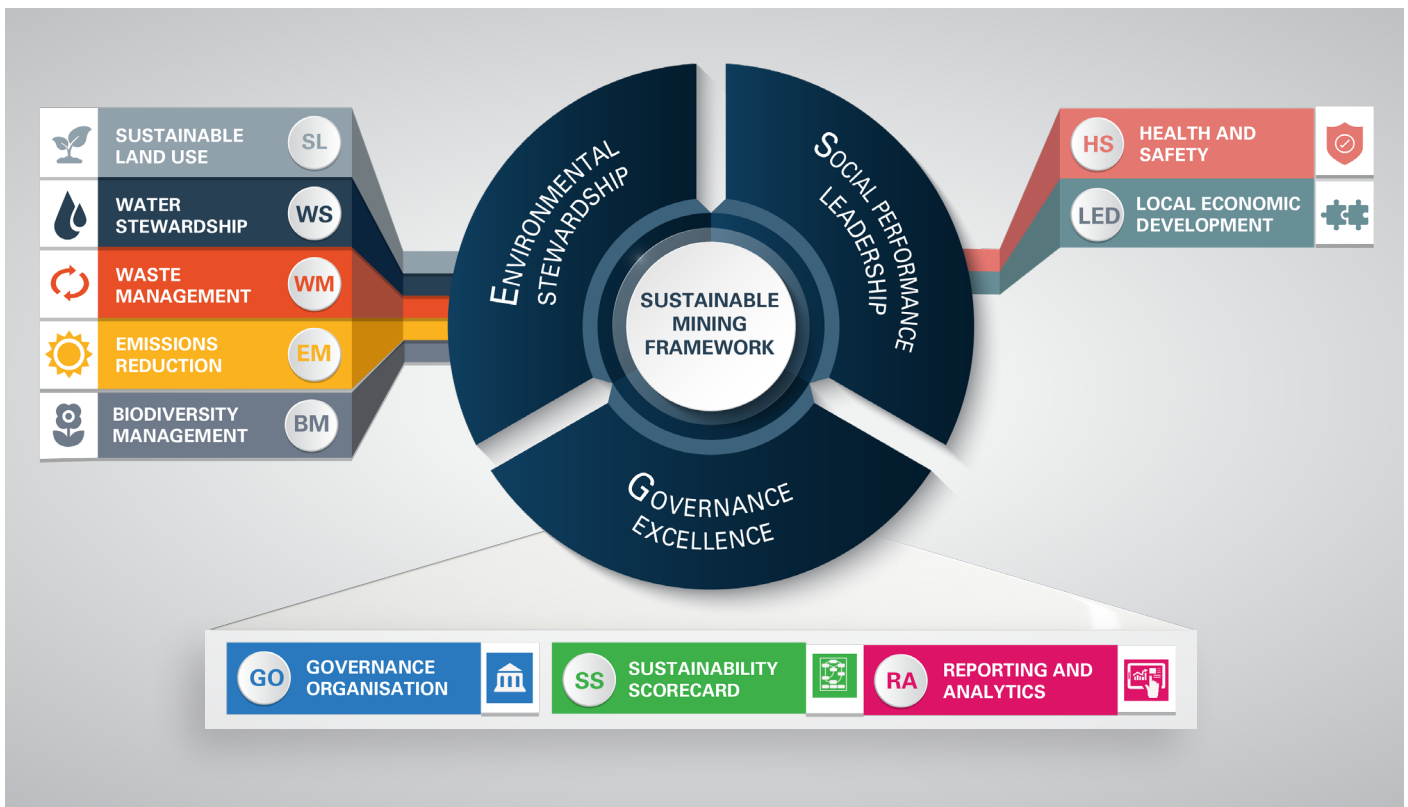 SUSTAINABLE
LAND USE
SL
WATER
STEWARDSHIP
WS
WASTE
MANAGEMENT
WM
EMISSIONS
REDUCTION
EM
BIODIVERSITY
MANAGEMENT
BM
ENVIRONMENTAL
STEWARDSHIP
SOCIAL PERFORMANCE
LEADERSHIP
SUSTAINABLE
MINING
FRAMEWORK
GOVERNANCE
EXCELLENCE
HS
HEALTH AND
SAFETY
LED
LOCAL ECONOMIC
DEVELOPMENT
GO
GOVERNANCE
ORGANISATION
SS
SUSTAINABILITY
SCORECARD
RA
REPORTING AND
ANALYTICS